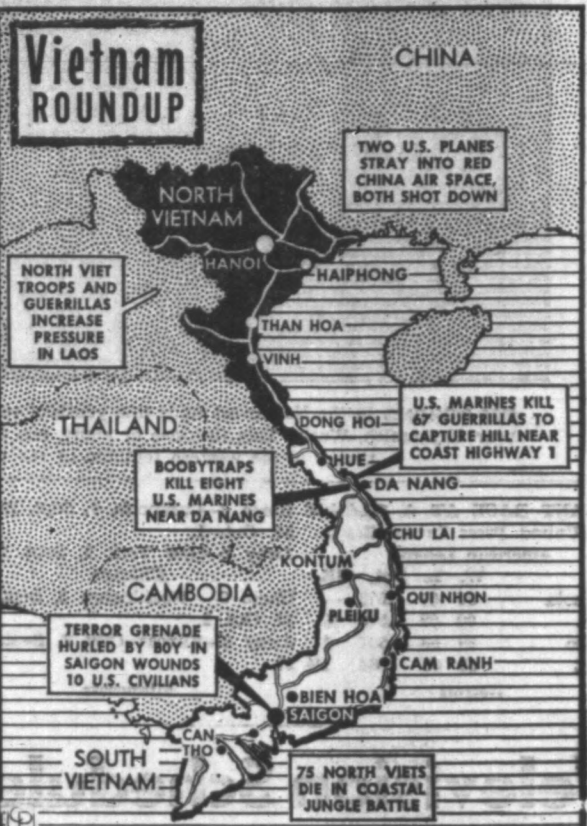 Vietnam
ROUNDUP
CHINA
TWO U.S. PLANES
STRAY INTO RED
CHINA AIR SPACE,
BOTH SHOT DOWN
NORTH
VIETNAM
HANOI
HAIPHONG
NORTH VIET
TROOPS AND
GUERRILLAS
INCREASE
PRESSURE
IN LAOS
THAN HOA
VINH
THAILAND
DONG HOI
U.S. MARINES KILL
67 GUERRILLAS TO
CAPTURE HILL NEAR
COAST HIGHWAY 1
HUE
BOOBYTRAPS
KILL EIGHT
U.S. MARINES
NEAR DA NANG
DA NANG
CHU LAI
KONTUM
CAMBODIA
PLEIKU
QUI NHON
TERROR GRENADE
HURLED BY BOY IN
SAIGON WOUNDS
10 U.S. CIVILIANS
CAM RANH
BIEN HOA
SAIGON
CAN
THO
SOUTH
VIETNAM
75 NORTH VIETS
DIE IN COASTAL
JUNGLE BATTLE